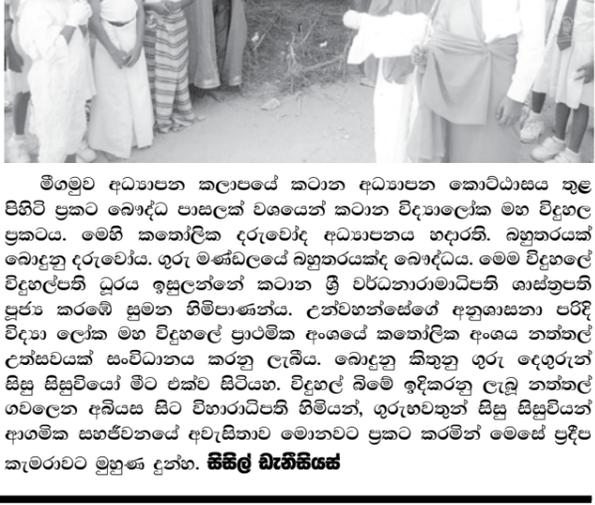 මීගමුව අධ්‍යාපන කලාපයේ කටාන අධ්‍යාපන කොට්ඨාසය තුළ
පිහිටි ප්‍රකට බෞද්ධ පාසලක් වශයෙන් කටාන විද්‍යාලෝක මහ විදුහල
ප්‍රකටය. මෙහි කතෝලික දරුවෝද අධ්‍යාපනය හදාරති. බහුතරයක්
බොදුනු දරුවෝය. ගුරු මණ්ඩලයේ බහුතරයක්ද බෞද්ධය. මෙම විදුහලේ
විදුහල්පති ධූරය ඉසුලන්නේ කටාන ශ්‍රී වර්ධනාරාමාධිපති ශාස්ත්‍රපති
පූජ්‍ය කරඹේ සුමන හිමිපාණන්ය. උන්වහන්සේගේ අනුශාසනා පරිදි
විද්‍යා ලෝක මහ විදුහලේ ප්‍රාථමික අංශයේ කතෝලික අංශය නත්තල්
උත්සවයක් සංවිධානය කරනු ලැබීය. බොදුනු කිතුනු ගුරු දෙගුරුන්
සිසු සිසුවියෝ මීට එක්ව සිටියහ. විදුහල් බිමේ ඉදිකරනු ලැබූ නත්තල්
ගවලෙන අබියස සිට විහාරාධිපති හිමියන්, ගුරුභවතුන් සිසු සිසුවියන්
ආගමික සහජීවනයේ අවැසිතාව මොනවට ප්‍රකට කරමින් මෙසේ ප්‍රදීප
කැමරාවට මුහුණ දුන්හ. සිසිල් ඩැනීසියස්